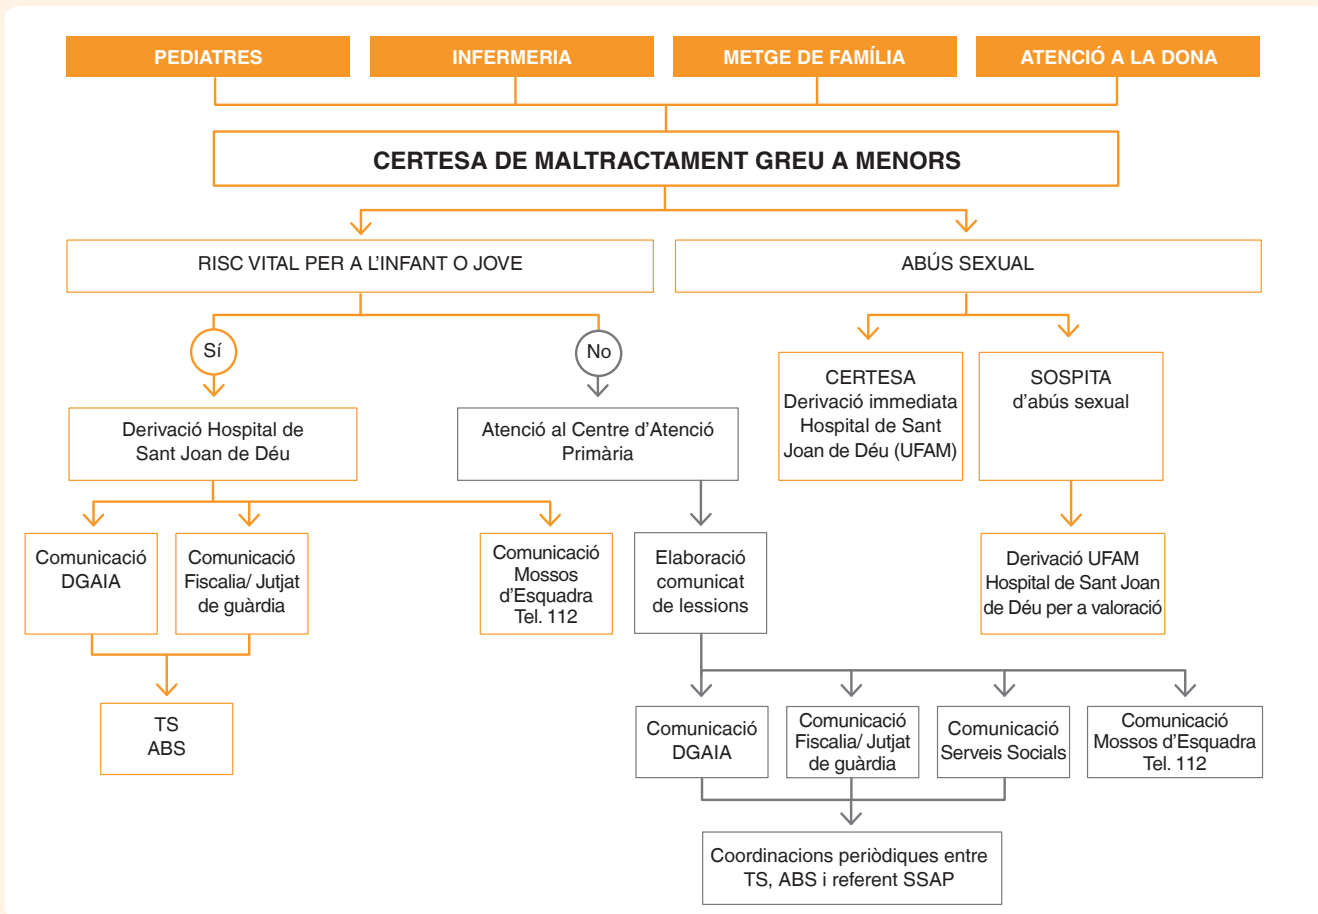 PEDIATRES
INFERMERIA
METGE DE FAMÍLIA
ATENCIÓ A LA DONA
CERTESA DE MALTRACTAMENT GREU A MENORS
RISC VITAL PER A L’INFANT O JOVE
ABÚS SEXUAL
Sí
No
Derivació Hospital de
Sant Joan de Déu
Atenció al Centre d’Atenció
Primària
CERTESA
Derivació immediata
Hospital de Sant
Joan de Déu (UFAM)
SOSPITA
d’abús sexual
Comunicació
DGAIA
Comunicació
Fiscalia/ Jutjat
de guàrdia
Comunicació
Mossos
d’Esquadra
Tel. 112
Elaboració
comunicat
de lessions
Derivació UFAM
Hospital de Sant Joan
de Déu per a valoració
TS
ABS
Comunicació
DGAIA
Comunicació
Fiscalia/ Jutjat
de guàrdia
Comunicació
Serveis Socials
Comunicació
Mossos d’Esquadra
Tel. 112
Coordinacions periòdiques entre
TS, ABS i referent SSAP